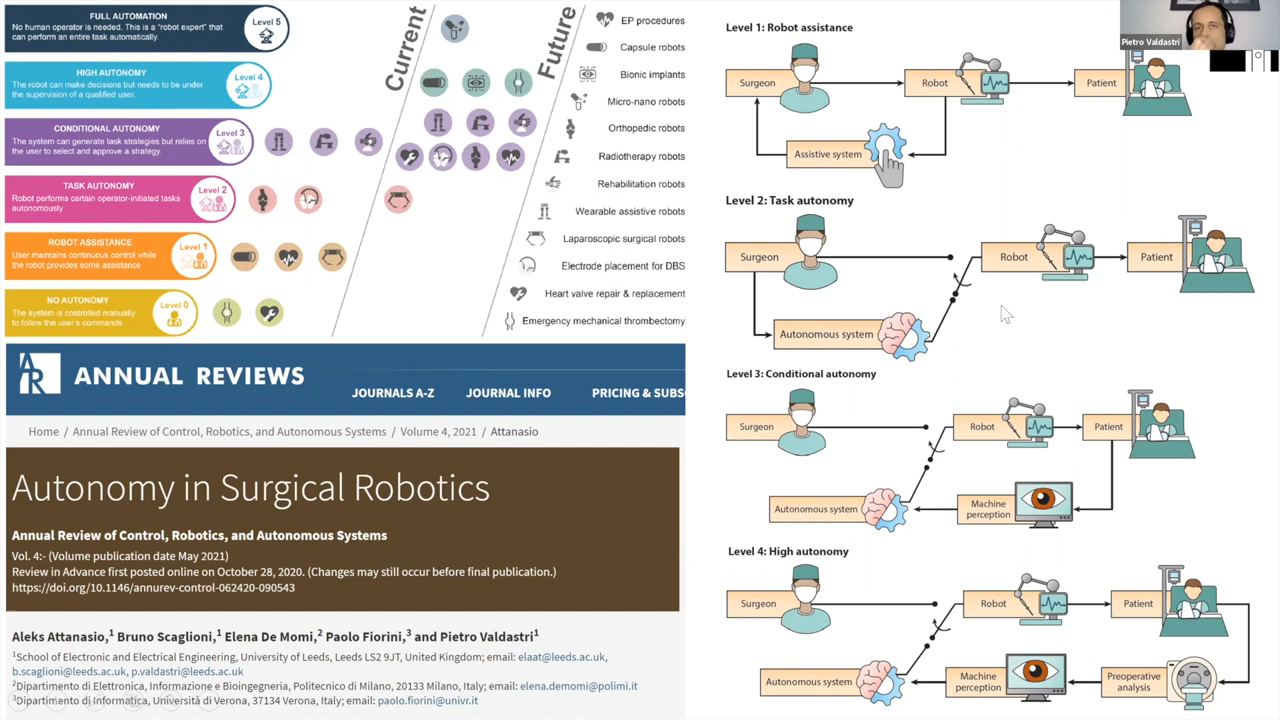 FULL AUTOMATION
No human operator is needed. This is a "robot expert" that
can perform an entire task automatically.
Level 5
HIGH AUTONOMY
The robot can make decisions but needs to be under
the supervision of a qualified user.
Level 4
CONDITIONAL AUTONOMY
The system can generate task strategies but relies on
the user to select and approve a strategy.
Level 3
TASK AUTONOMY
Robot performs certain operator-initiated tasks
autonomously
Level 2
ROBOT ASSISTANCE
User maintains continuous control while
the robot provides some assistance
Level 1
NO AUTONOMY
The system is controlled manually
to follow the user's commands.
Level 0
Current
Future
EP procedures
Capsule robots
Bionic implants
Micro-nano robots
Orthopedic robots
Radiotherapy robots
Rehabilitation robots
Wearable assistive robots
Laparoscopic surgical robots
Electrode placement for DBS
Heart valve repair & replacement
Emergency mechanical thrombectomy
AR
ANNUAL REVIEWS
JOURNALS A-Z JOURNAL INFO PRICING & SUBS
Home / Annual Review of Control, Robotics, and Autonomous Systems / Volume 4, 2021 / Attanasio
Autonomy in Surgical Robotics
Annual Review of Control, Robotics, and Autonomous Systems
Vol. 4:- (Volume publication date May 2021)
Review in Advance first posted online on October 28, 2020. (Changes may still occur before final publication.)
https://doi.org/10.1146/annurev-control-062420-090543
Aleks Attanasio,1 Bruno Scaglioni,1 Elena De Momi,2 Paolo Fiorini,3 and Pietro Valdastri1
1School of Electronic and Electrical Engineering, University of Leeds, Leeds LS2 9JT, United Kingdom; email: elaat@leeds.ac.uk,
b.scaglioni@leeds.ac.uk, p.valdastri@leeds.ac.uk
2Dipartimento di Elettronica, Informazione e Bioingegneria, Politecnico di Milano, 20133 Milano, Italy; email: elena.demomi@polimi.it
3Dipartimento di Informatica, Università di Verona, 37134 Verona, Italy; email: paolo.fiorini@univr.it
Level 1: Robot assistance
Surgeon
Robot
Patient
Assistive system
Level 2: Task autonomy
Surgeon
Robot
Patient
Autonomous system
Level 3: Conditional autonomy
Surgeon
Robot
Patient
Autonomous system
Machine
perception
Level 4: High autonomy
Surgeon
Robot
Patient
Autonomous system
Machine
perception
Preoperative
analysis
Pietro Valdastri